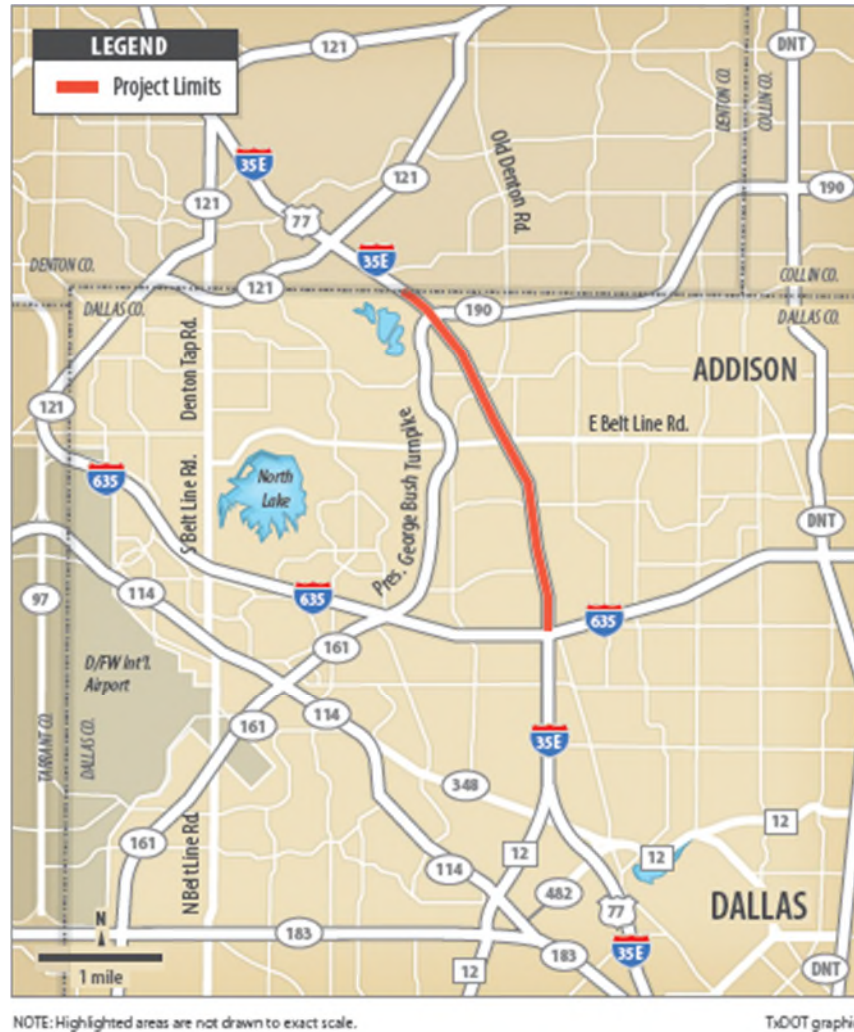 LEGEND
Project Limits
121
DNT
DENTON CO.
COLLIN CO.
35E
121
121
Old Denton Rd.
190
77
35E
DENTON CO.
121
COLLIN CO.
DALLAS CO.
190
DALLAS CO.
Denton Tap Rd.
ADDISON
121
E Belt Line Rd.
Pres. George Bush Turnpike
635
North
Lake
S Belt Line Rd.
DNT
97
114
635
635
161
D/FW Int'l.
Airport
TARRANT CO.
DALLAS CO.
161
114
35E
348
12
161
12
12
N Belt Line Rd.
114
482
77
DALLAS
N
183
183
35E
12
DNT
1 mile
NOTE: Highlighted areas are not drawn to exact scale.
TxDOT graphi